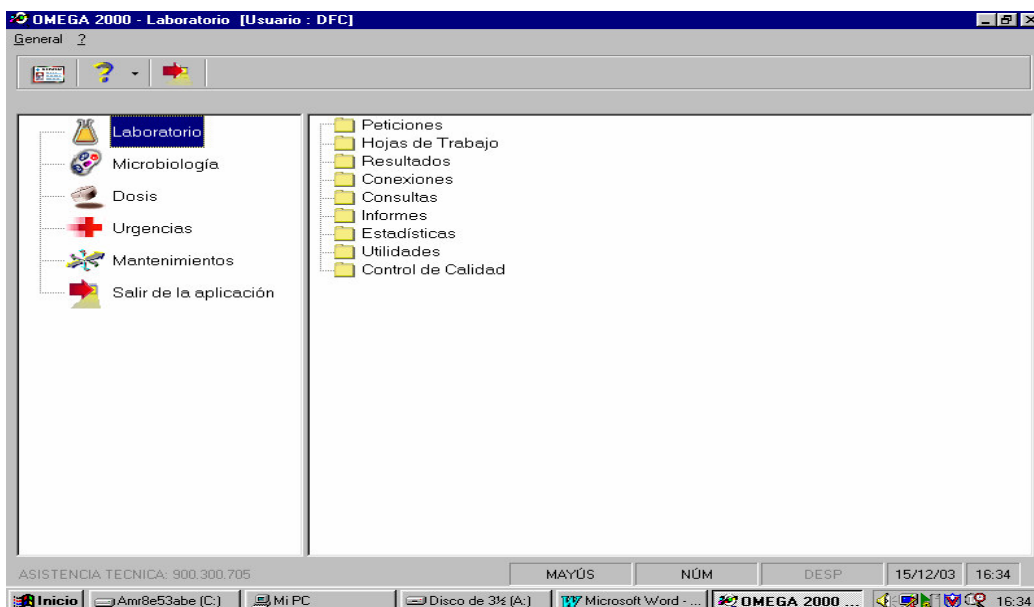 OMEGA 2000 - Laboratorio [Usuario : DFC]
General ?
Laboratorio
Microbiología
Dosis
Urgencias
Mantenimientos
Salir de la aplicación
Peticiones
Hojas de Trabajo
Resultados
Conexiones
Consultas
Informes
Estadísticas
Utilidades
Control de Calidad
ASISTENCIA TECNICA: 900.300.705 MAYÚS NÚM DESP 15/12/03 16:34
Inicio Amr8e53abe (C:) Mi PC Disco de 3½ (A:) Microsoft Word - ... OMEGA 2000 ... 16:34